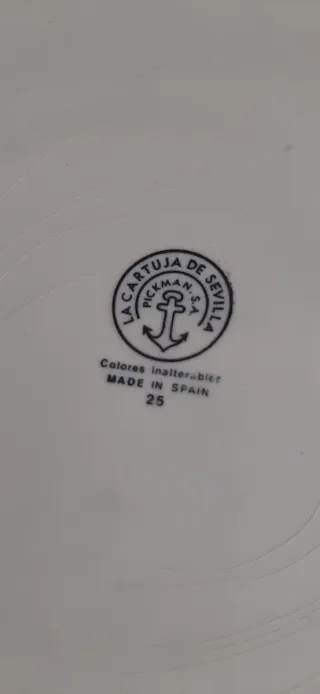 LA CARTUJA DE SEVILLA
PICKMAN, S.A.
Colores inalterables
MADE IN SPAIN
25